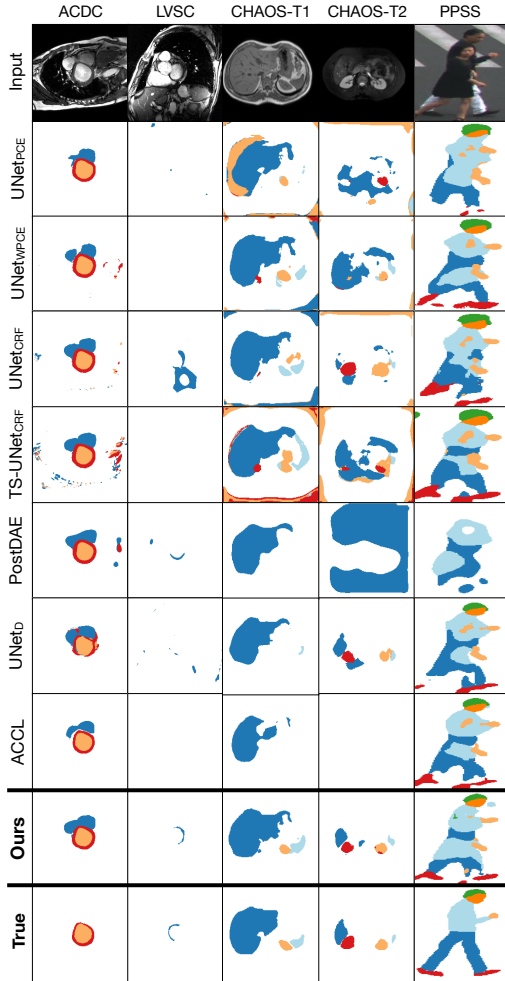 ACDC LVSC CHAOS-T1 CHAOS-T2 PPSS
Input
UNetPCE
UNetWPCE
UNetCRF
TS-UNetCRF
PostDAE
UNetD
ACCL
Ours
True